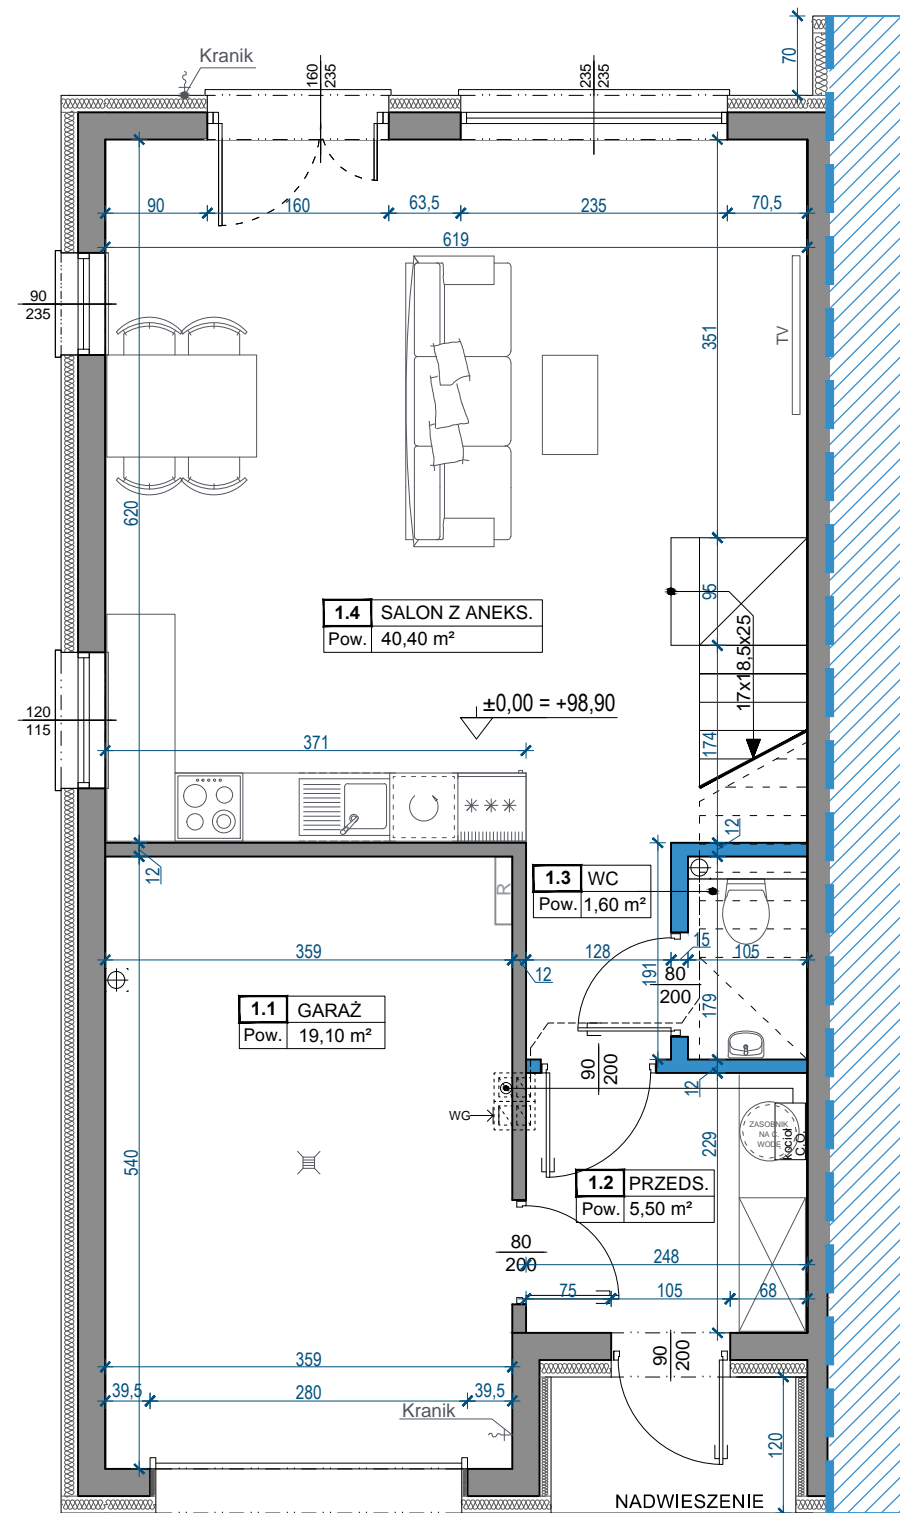 70
Kranik
160
235
235
235
90
160
63,5
235
70,5
619
90
235
351
TV
620
95
1.4 SALON Z ANEKS.
Pow. 40,40 m²
17x18,5x25
±0,00 = +98,90
120
115
371
174
12
12
1.3 WC
Pow. 1,60 m²
R
359
12
128
15
105
191
80
200
179
1.1 GARAŻ
Pow. 19,10 m²
90
200
12
WG
ZASOBNIK
NA C.
WODĘ
kocioł
C.O.
229
540
1.2 PRZEDS.
Pow. 5,50 m²
80
200
248
75
105
68
359
90
200
39,5
280
39,5
Kranik
120
NADWIESZENIE